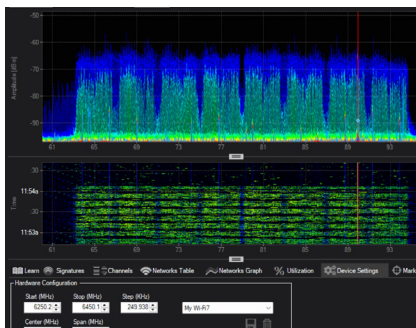 -50
-60
Amplitude [dBm]
-70
-80
-90
61 65 69 73 77 81 85 89 93
:30
11:54a
Time
:30
11:53a
61 65 69 73 77 81 85 89 93
Learn Signatures Channels Networks Table Networks Graph Utilization Device Settings Mark
Hardware Configuration
Start (MHz) Stop (MHz) Step (KHz)
6250.2 6450.1 249.938 My Wi-Fi7
Center (MHz) Span (MHz)